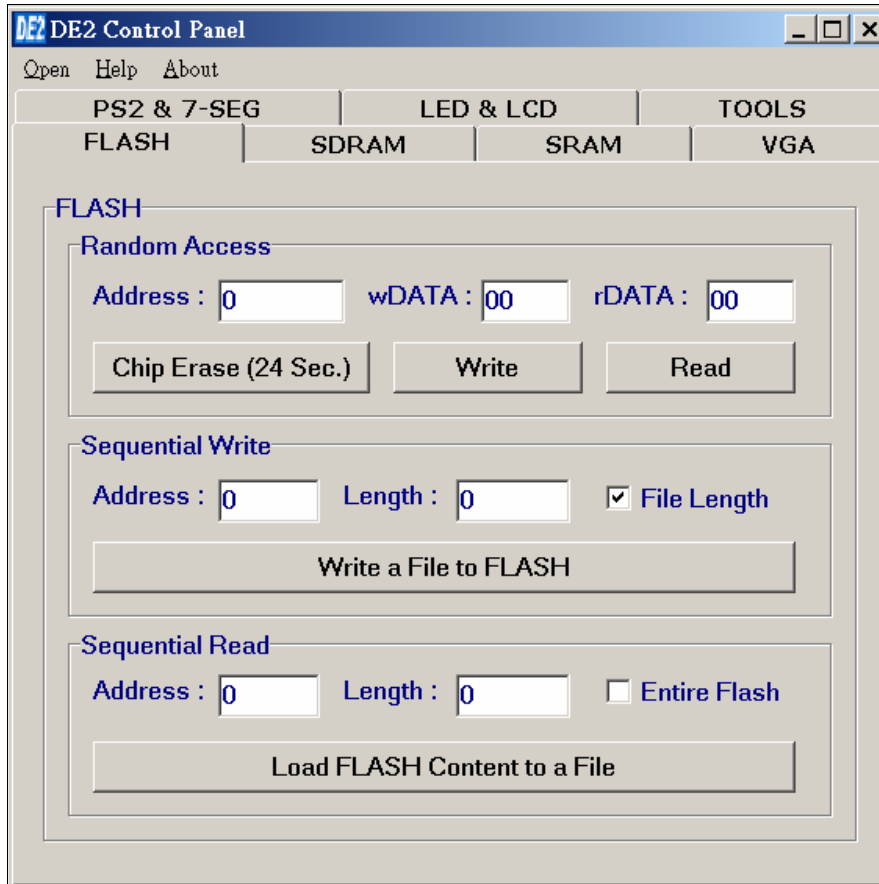 DE2 DE2 Control Panel
Open Help About
PS2 & 7-SEG LED & LCD TOOLS
FLASH SDRAM SRAM VGA
FLASH
Random Access
Address : 0 wDATA : 00 rDATA : 00
Chip Erase (24 Sec.) Write Read
Sequential Write
Address : 0 Length : 0 File Length
Write a File to FLASH
Sequential Read
Address : 0 Length : 0 Entire Flash
Load FLASH Content to a File